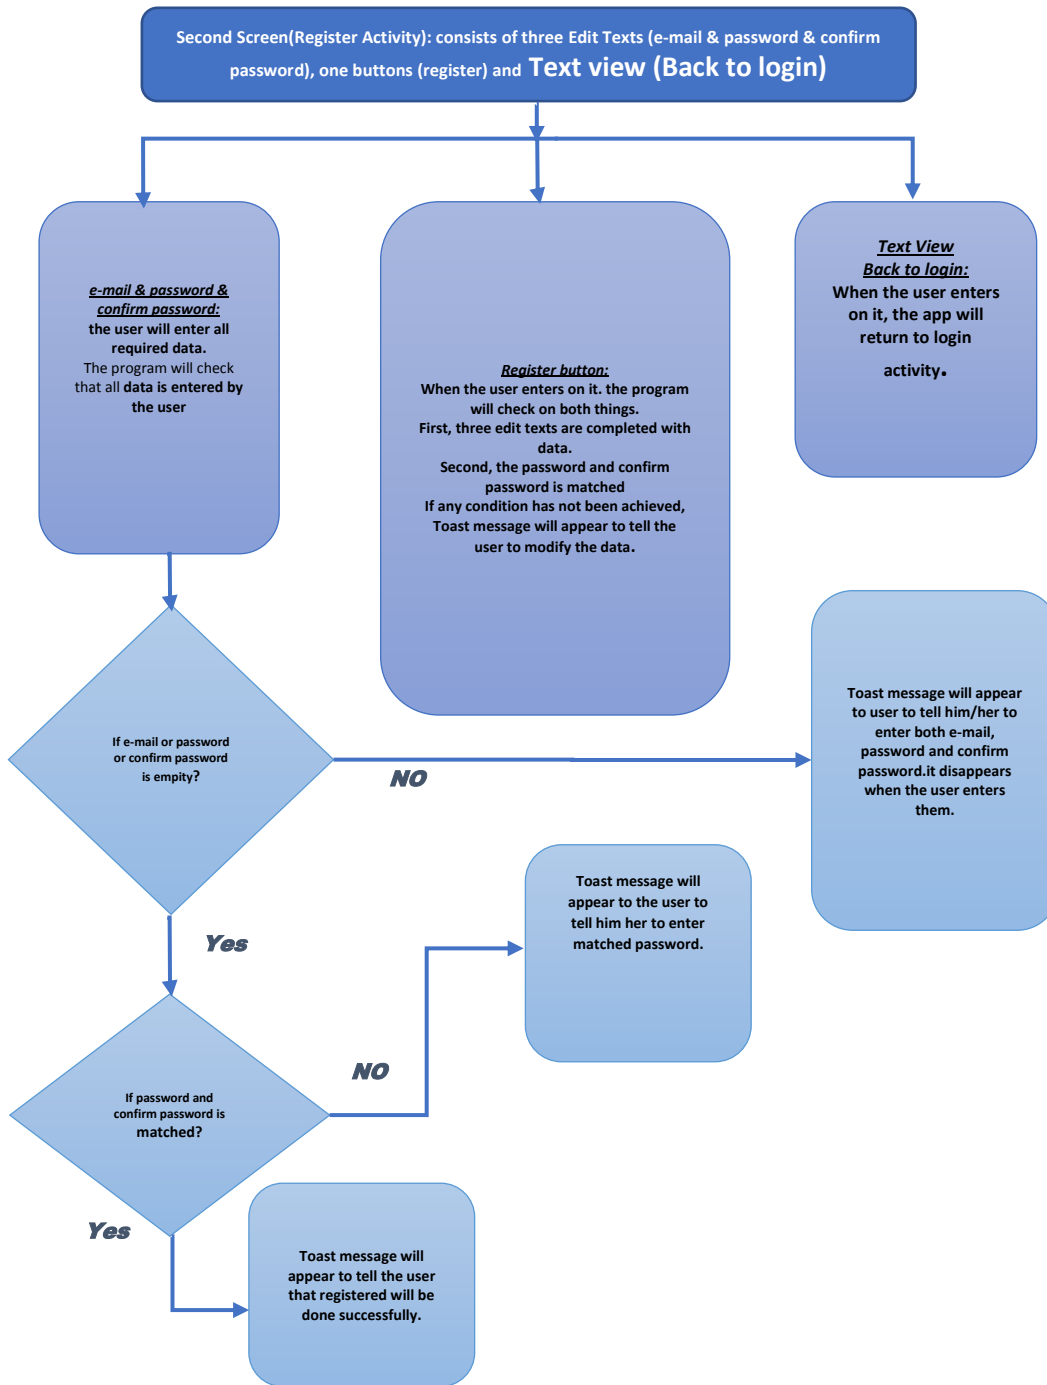 Second Screen(Register Activity): consists of three Edit Texts (e-mail & password & confirm
password), one buttons (register) and Text view (Back to login)
e-mail & password &
confirm password:
the user will enter all
required data.
The program will check
that all data is entered by
the user
Register button:
When the user enters on it. the program
will check on both things.
First, three edit texts are completed with
data.
Second, the password and confirm
password is matched
If any condition has not been achieved,
Toast message will appear to tell the
user to modify the data.
Text View
Back to login:
When the user enters
on it, the app will
return to login
activity.
If e-mail or password
or confirm password
is empity?
NO
Toast message will appear
to user to tell him/her to
enter both e-mail,
password and confirm
password.it disappears
when the user enters
them.
Yes
Toast message will
appear to the user to
tell him her to enter
matched password.
If password and
confirm password is
matched?
NO
Yes
Toast message will
appear to tell the user
that registered will be
done successfully.